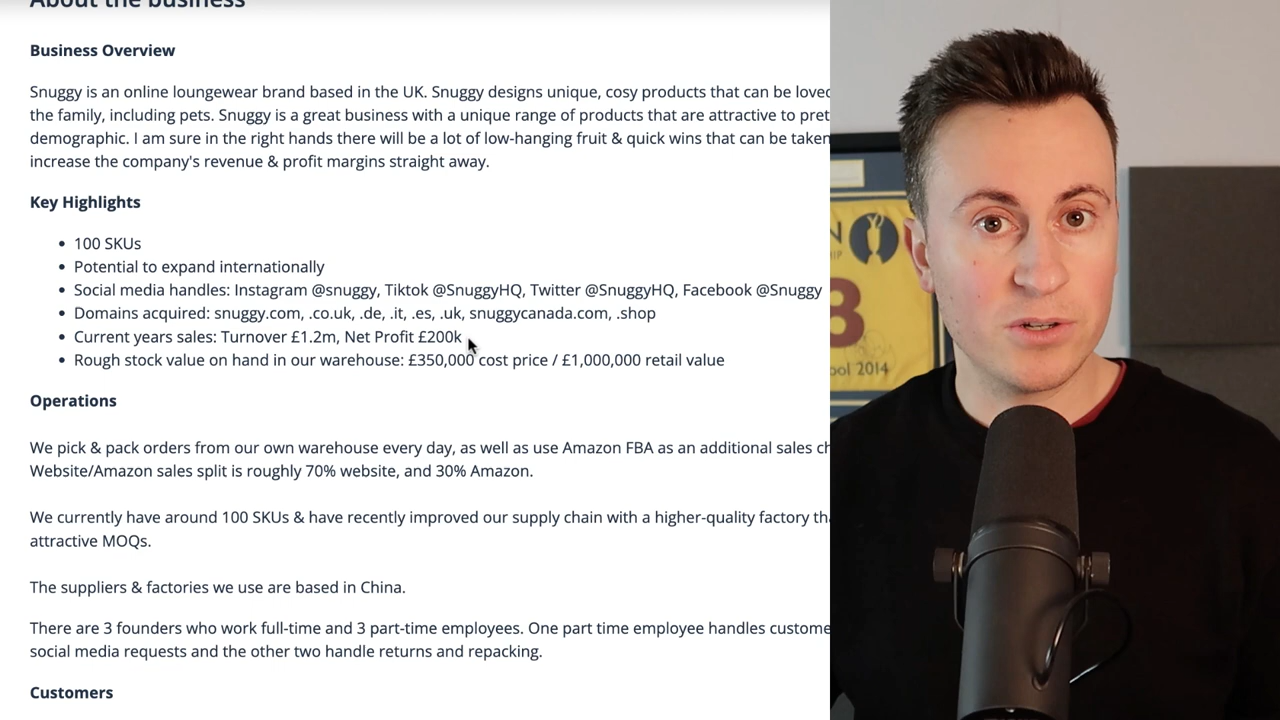 About the business
Business Overview
Snuggy is an online loungewear brand based in the UK. Snuggy designs unique, cosy products that can be loved
the family, including pets. Snuggy is a great business with a unique range of products that are attractive to
demographic. I am sure in the right hands there will be a lot of low-hanging fruit & quick wins that can be taken
increase the company's revenue & profit margins straight away.
Key Highlights
• 100 SKUs
• Potential to expand internationally
• Social media handles: Instagram @snuggy, Tiktok @SnuggyHQ, Twitter @SnuggyHQ, Facebook @Snuggy
• Domains acquired: snuggy.com, .co.uk, .de, .it, .es, .uk, snuggycanada.com, .shop
• Current years sales: Turnover £1.2m, Net Profit £200k
• Rough stock value on hand in our warehouse: £350,000 cost price / £1,000,000 retail value
Operations
We pick & pack orders from our own warehouse every day, as well as use Amazon FBA as an additional sales
Website/Amazon sales split is roughly 70% website, and 30% Amazon.
We currently have around 100 SKUs & have recently improved our supply chain with a higher-quality factory
attractive MOQs.
The suppliers & factories we use are based in China.
There are 3 founders who work full-time and 3 part-time employees. One part time employee handles
social media requests and the other two handle returns and repacking.
Customers
8
2014